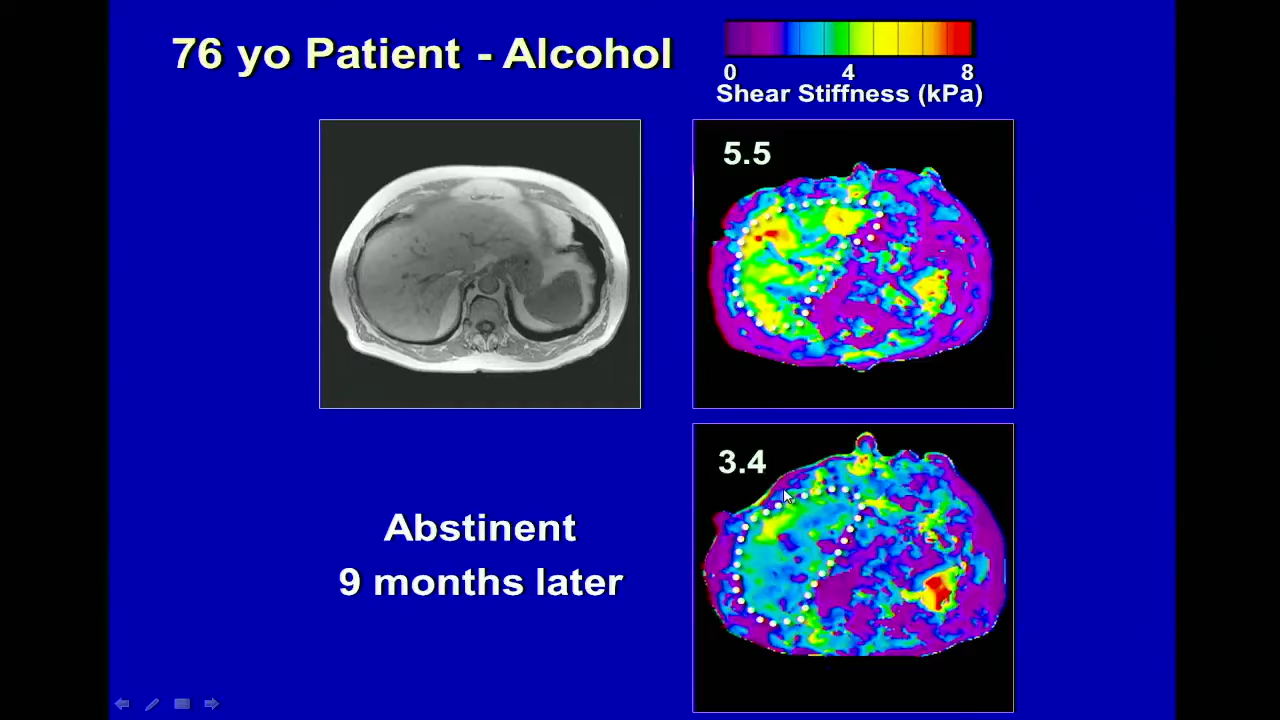 76 yo Patient - Alcohol
0 4 8
Shear Stiffness (kPa)
5.5
3.4
Abstinent
9 months later